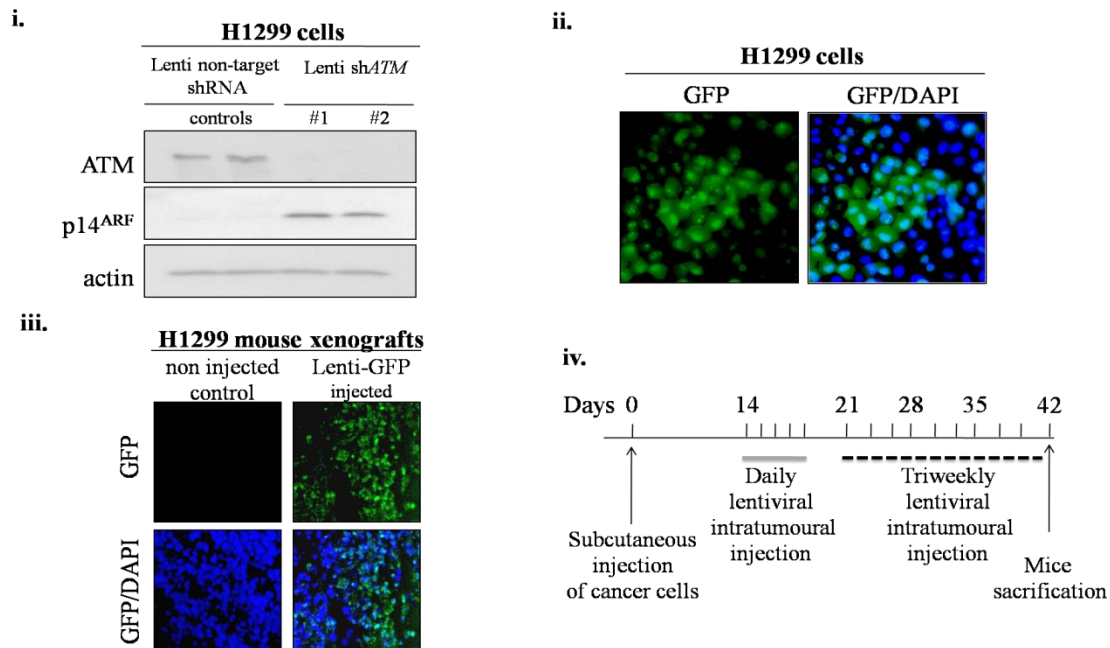 i.
H1299 cells
Lenti non-target
shRNA
Lenti shATM
controls
#1
#2
ATM
p14ARF
actin
ii.
H1299 cells
GFP
GFP/DAPI
iii.
H1299 mouse xenografts
non injected
control
Lenti-GFP
injected
GFP
GFP/DAPI
iv.
Days 0 14 21 28 35 42
Subcutaneous
injection
of cancer cells
Daily
lentiviral
intratumoural
injection
Triweekly
lentiviral
intratumoural
injection
Mice
sacrification